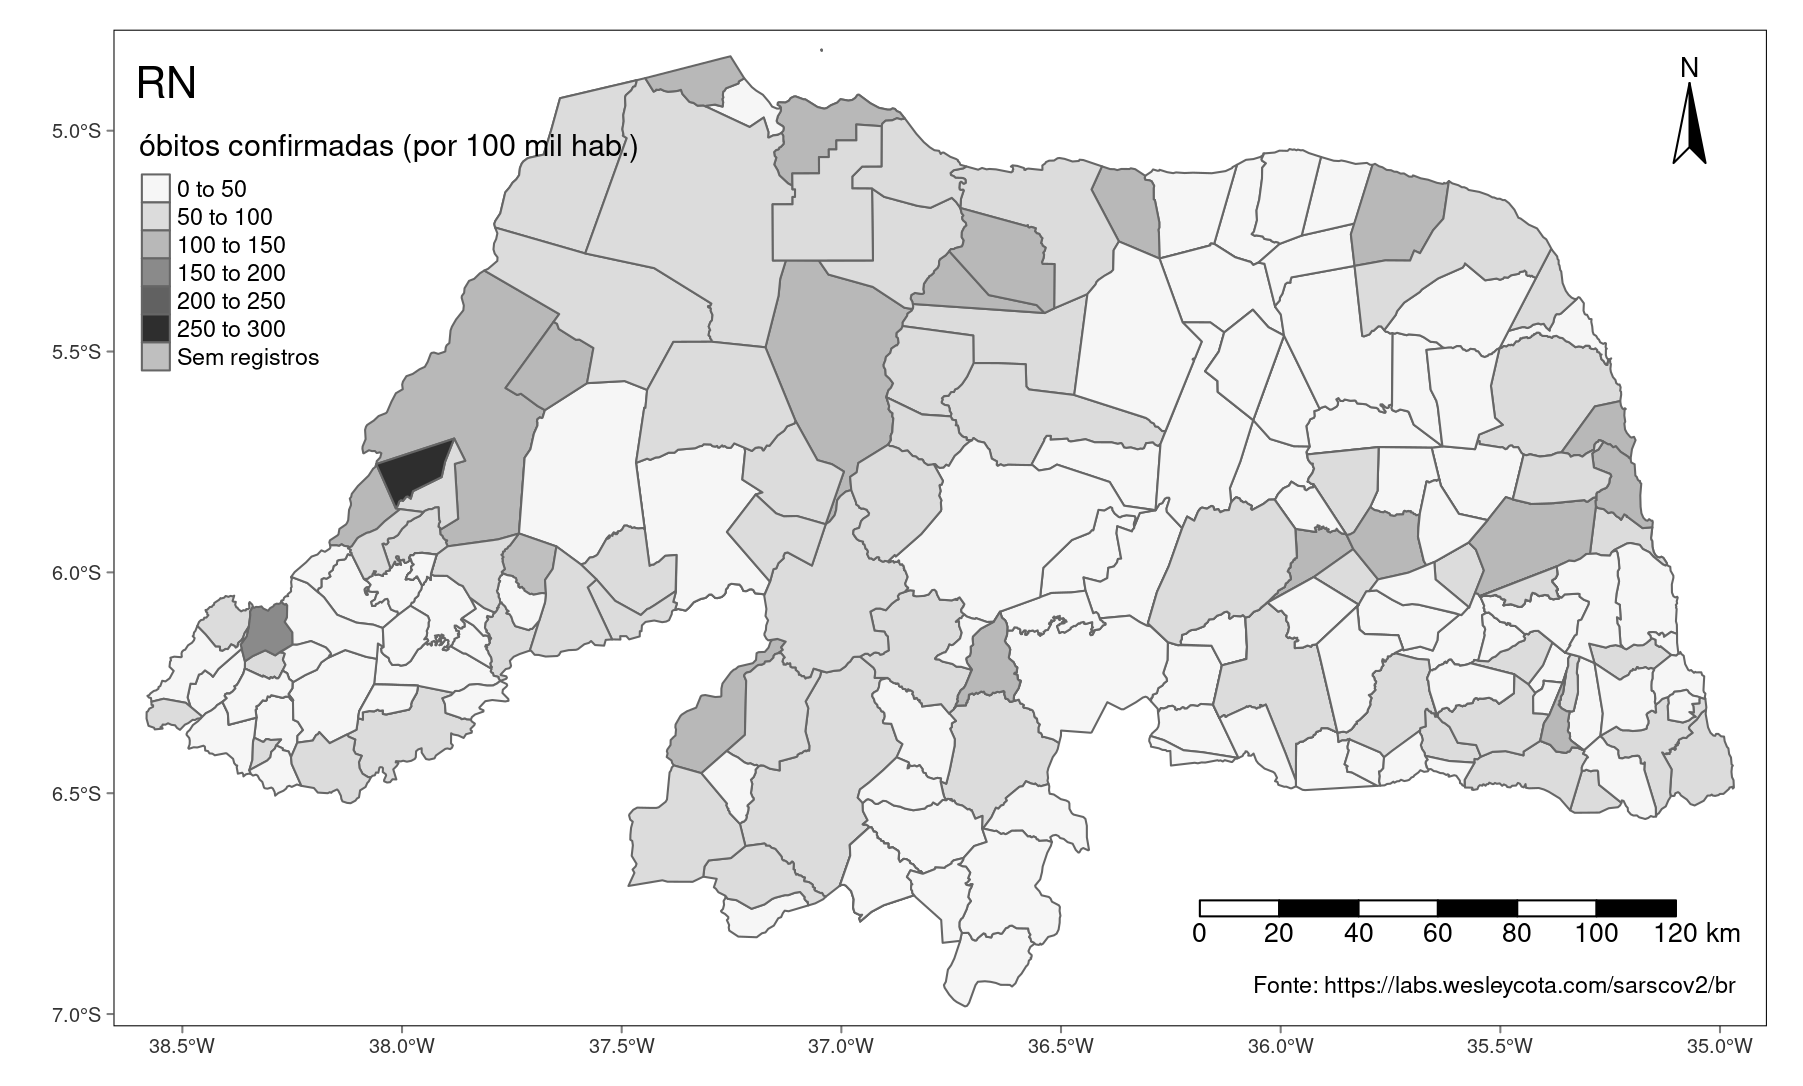 RN
N
óbitos confirmadas (por 100 mil hab.)
0 to 50
50 to 100
100 to 150
150 to 200
200 to 250
250 to 300
Sem registros
5.0°S
5.5°S
6.0°S
6.5°S
7.0°S
0 20 40 60 80 100 120 km
Fonte: https://labs.wesleycota.com/sarscov2/br
38.5°W 38.0°W 37.5°W 37.0°W 36.5°W 36.0°W 35.5°W 35.0°W